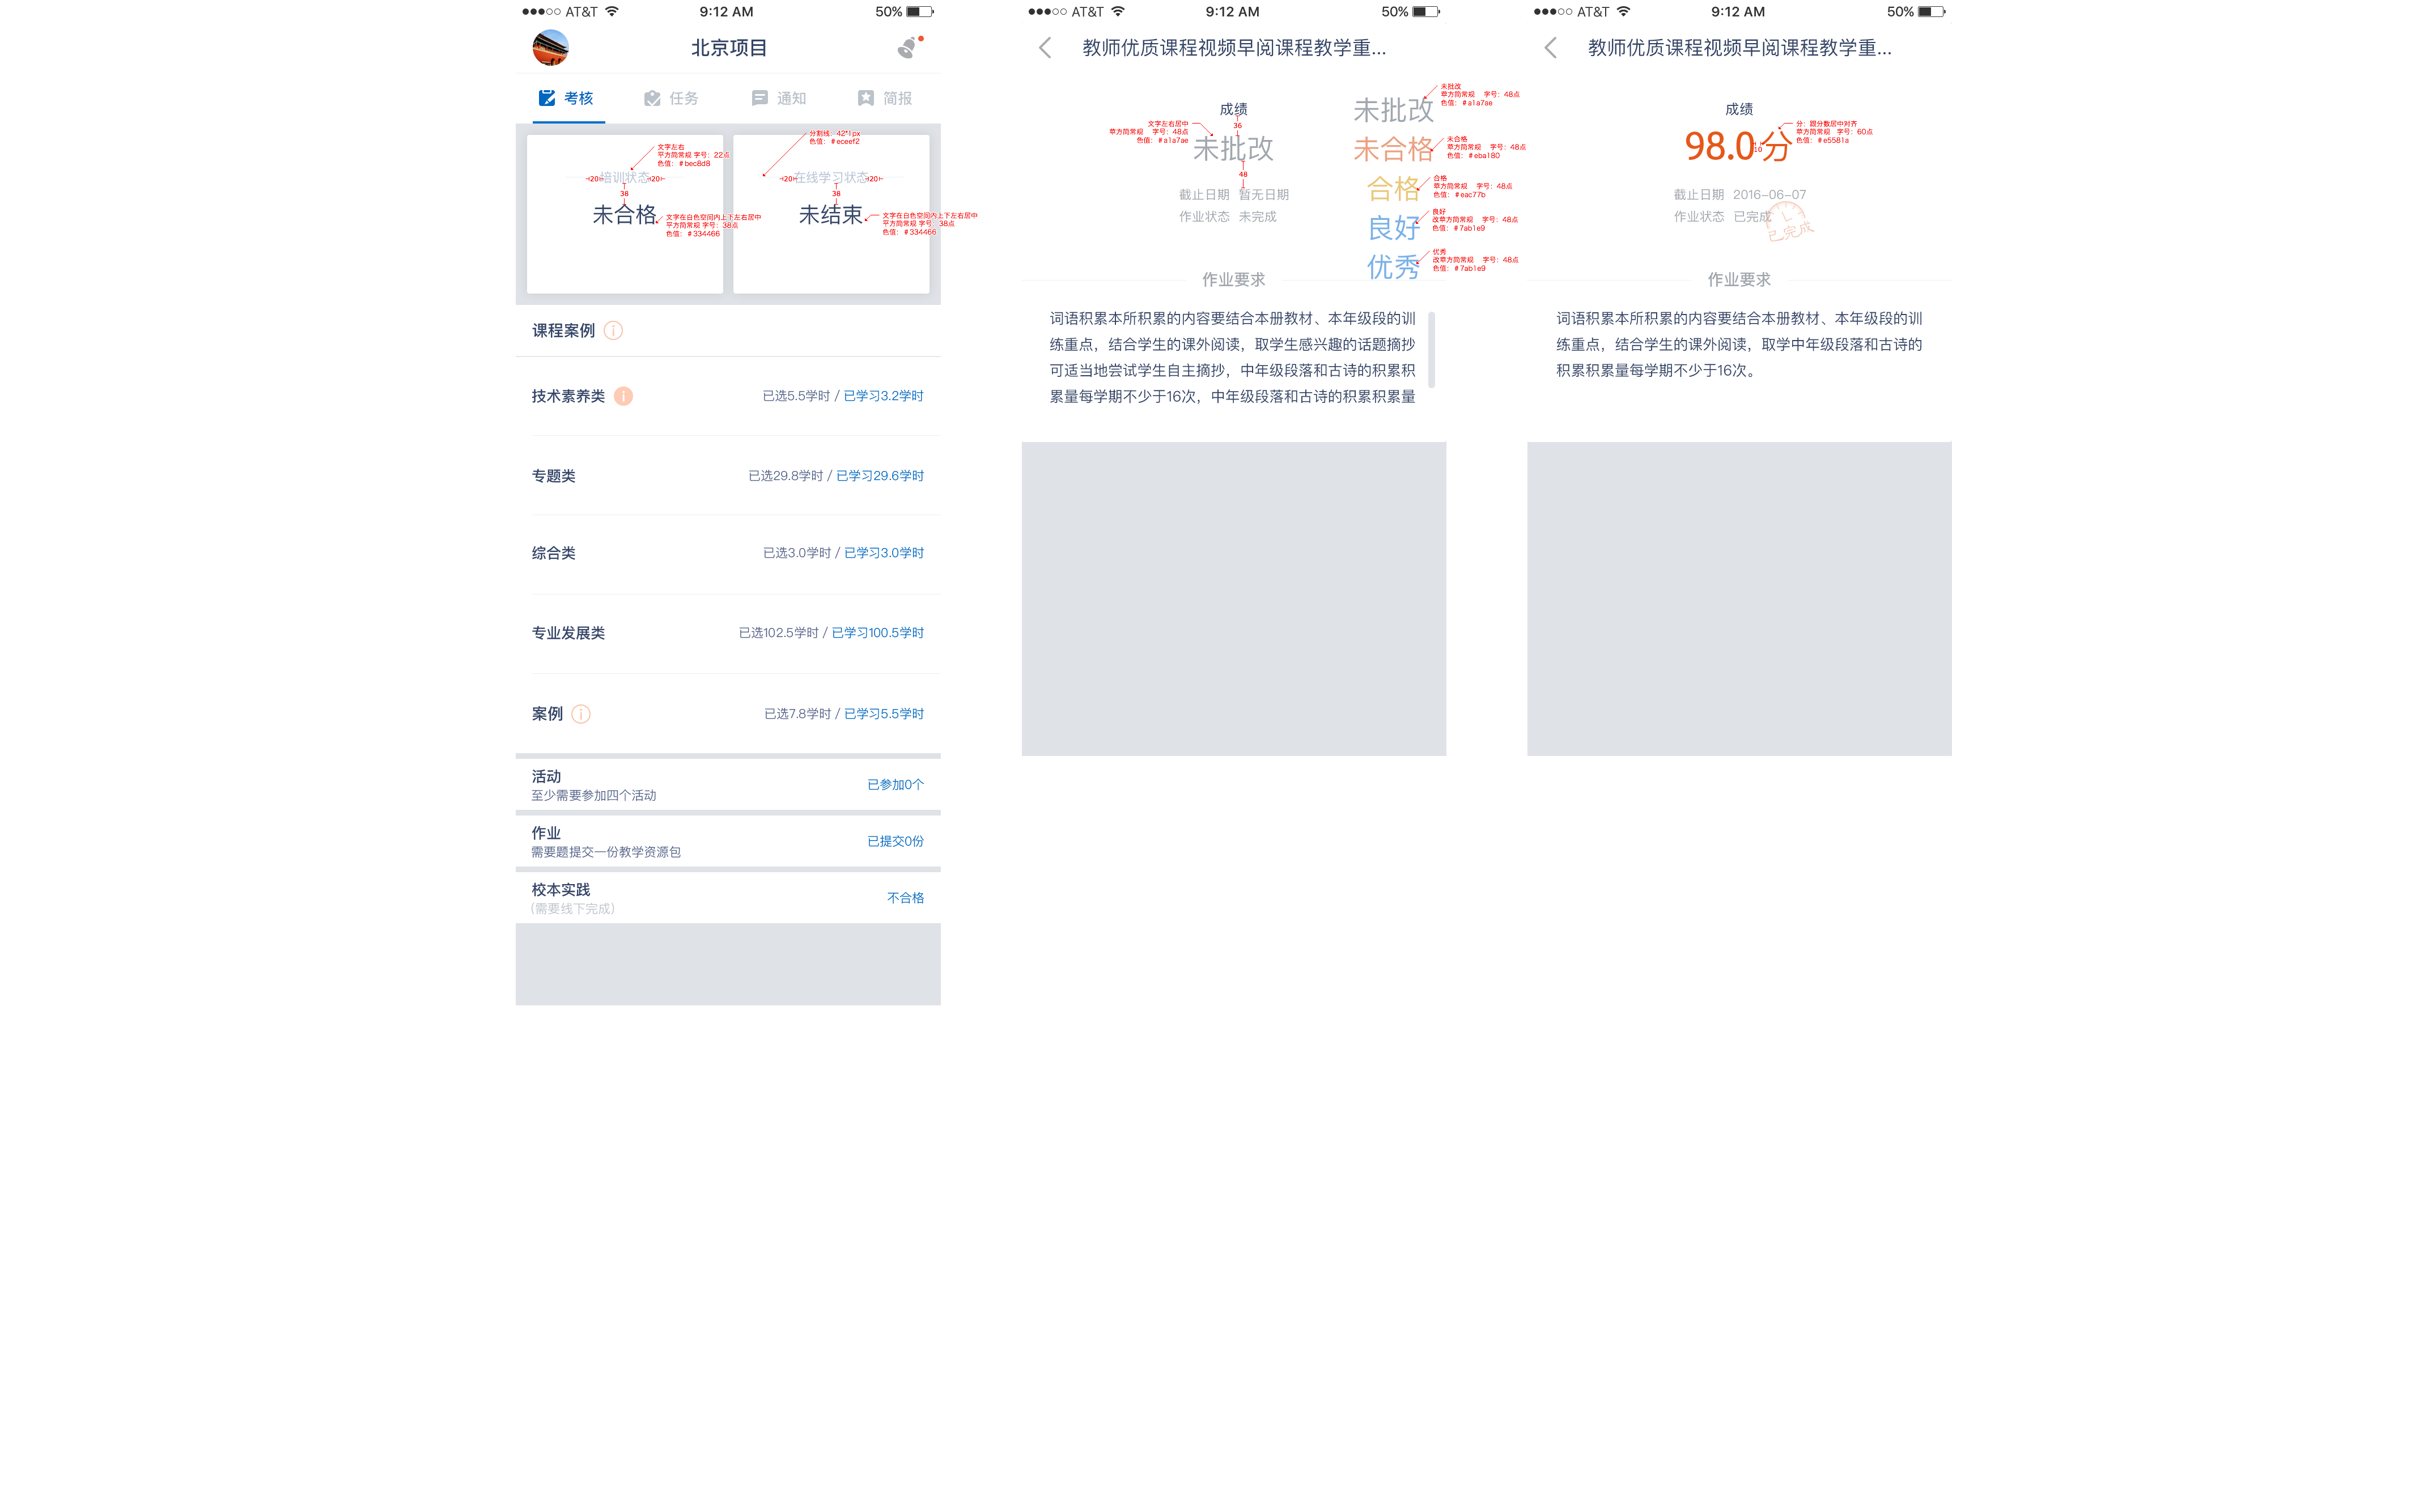 AT&T 9:12 AM 50%
北京项目
考核 任务 通知 简报
分割线：42*1px
色值：#eceef2
文字左右
平方简常规 字号：22点
色值：#bec8d8
20 培训状态 20
38
未合格
文字在白色空间内上下左右居中
平方简常规 字号：38点
色值：#334466
20 在线学习状态 20
38
未结束
文字在白色空间内上下左右居中
平方简常规 字号：38点
色值：#334466
课程案例
技术素养类 已选5.5学时 / 已学习3.2学时
专题类 已选29.8学时 / 已学习29.6学时
综合类 已选3.0学时 / 已学习3.0学时
专业发展类 已选102.5学时 / 已学习100.5学时
案例 已选7.8学时 / 已学习5.5学时
活动
至少需要参加四个活动
已参加0个
作业
需要题提交一份教学资源包
已提交0份
校本实践
(需要线下完成)
不合格
AT&T 9:12 AM 50%
教师优质课程视频早阅课程教学重...
成绩
36
文字左右居中
苹方简常规 字号：48点
色值：#a1a7ae
未批改
48
截止日期 暂无日期
作业状态 未完成
未批改
未批改
苹方简常规 字号：48点
色值：#a1a7ae
未合格
未合格
苹方简常规 字号：48点
色值：#eba180
合格
合格
苹方简常规 字号：48点
色值：#eac77b
良好
良好
改苹方简常规 字号：48点
色值：#7ab1e9
优秀
优秀
改苹方简常规 字号：48点
色值：#7ab1e9
作业要求
词语积累本所积累的内容要结合本册教材、本年级段的训
练重点，结合学生的课外阅读，取学生感兴趣的话题摘抄
可适当地尝试学生自主摘抄，中年级段落和古诗的积累积
累量每学期不少于16次，中年级段落和古诗的积累积累量
AT&T 9:12 AM 50%
教师优质课程视频早阅课程教学重...
成绩
98.0分
10
分：跟分数居中对齐
苹方简常规 字号：60点
色值：#e5581a
截止日期 2016-06-07
作业状态 已完成
已完成
作业要求
词语积累本所积累的内容要结合本册教材、本年级段的训
练重点，结合学生的课外阅读，取学中年级段落和古诗的
积累积累量每学期不少于16次。